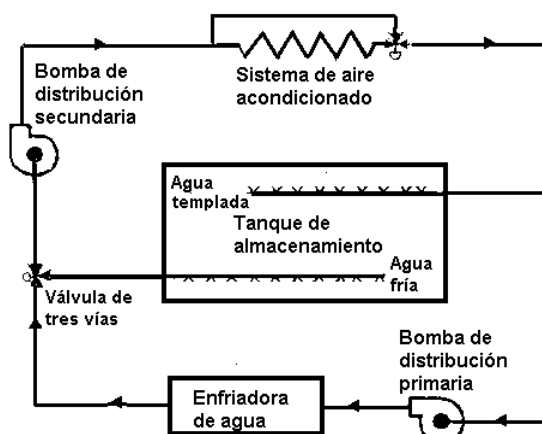 Bomba de
distribución
secundaria
Sistema de aire
acondicionado
Agua
templada
Tanque de
almacenamiento
Agua
fría
Válvula de
tres vías
Bomba de
distribución
primaria
Enfriadora
de agua